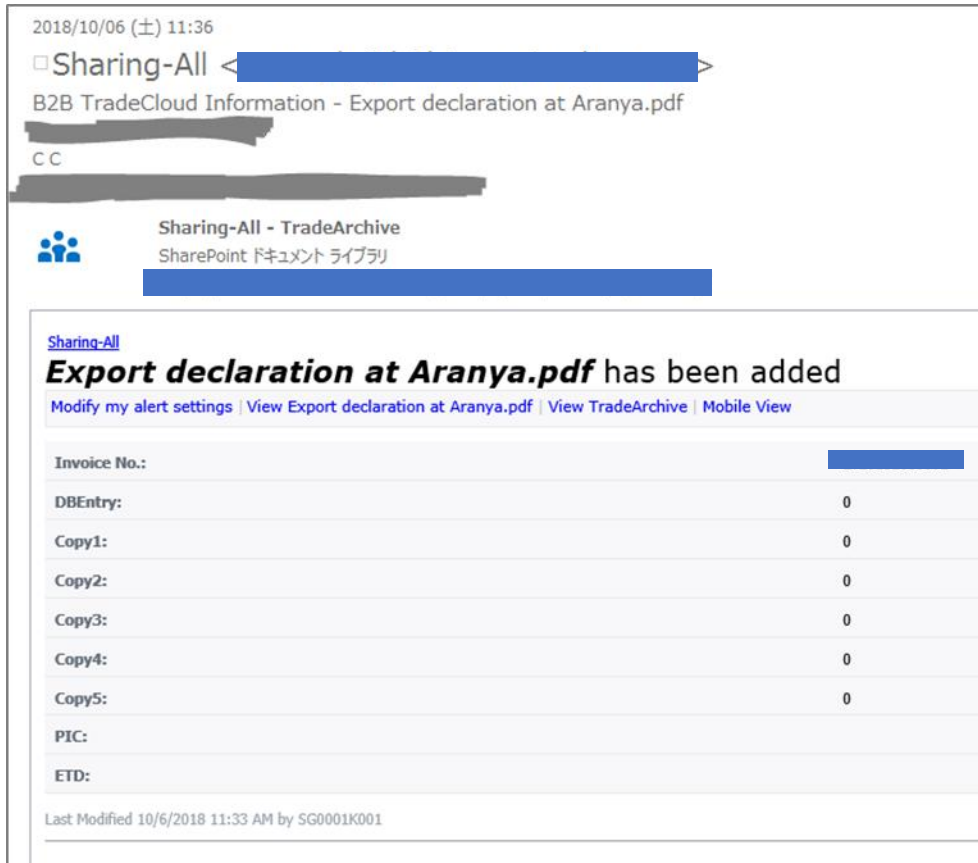 2018/10/06 (土) 11:36
Sharing-All < >
B2B TradeCloud Information - Export declaration at Aranya.pdf
C C
Sharing-All - TradeArchive
SharePoint ドキュメント ライブラリ
Sharing-All
Export declaration at Aranya.pdf has been added
Modify my alert settings | View Export declaration at Aranya.pdf | View TradeArchive | Mobile View
Invoice No.:
DBEntry: 0
Copy1: 0
Copy2: 0
Copy3: 0
Copy4: 0
Copy5: 0
PIC:
ETD:
Last Modified 10/6/2018 11:33 AM by SG0001K001